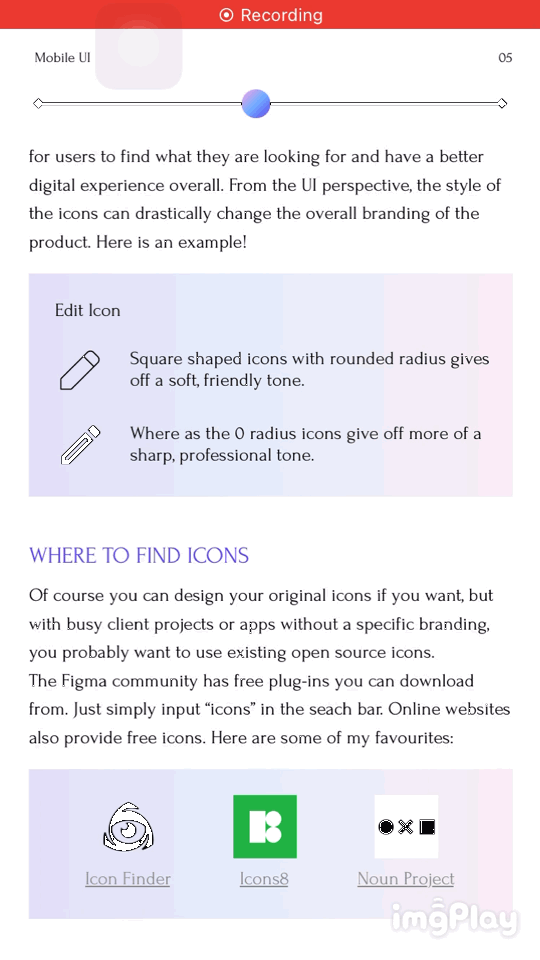 Recording
Mobile UI
05
for users to find what they are looking for and have a better
digital experience overall. From the UI perspective, the style of
the icons can drastically change the overall branding of the
product. Here is an example!
Edit Icon
Square shaped icons with rounded radius gives
off a soft, friendly tone.
Where as the 0 radius icons give off more of a
sharp, professional tone.
WHERE TO FIND ICONS
Of course you can design your original icons if you want, but
with busy client projects or apps without a specific branding,
you probably want to use existing open source icons.
The Figma community has free plug-ins you can download
from. Just simply input “icons” in the seach bar. Online websites
also provide free icons. Here are some of my favourites:
Icon Finder
Icons8
Noun Project
imgPlay